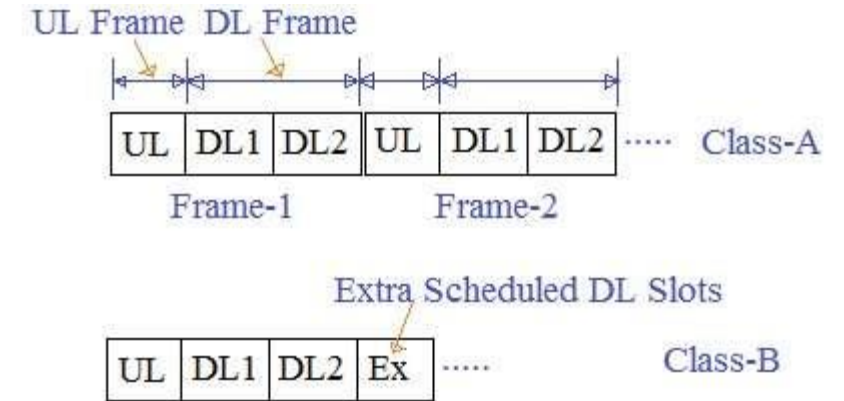 UL Frame DL Frame
UL DL1 DL2 UL DL1 DL2 ..... Class-A
Frame-1 Frame-2
Extra Scheduled DL Slots
UL DL1 DL2 Ex ..... Class-B